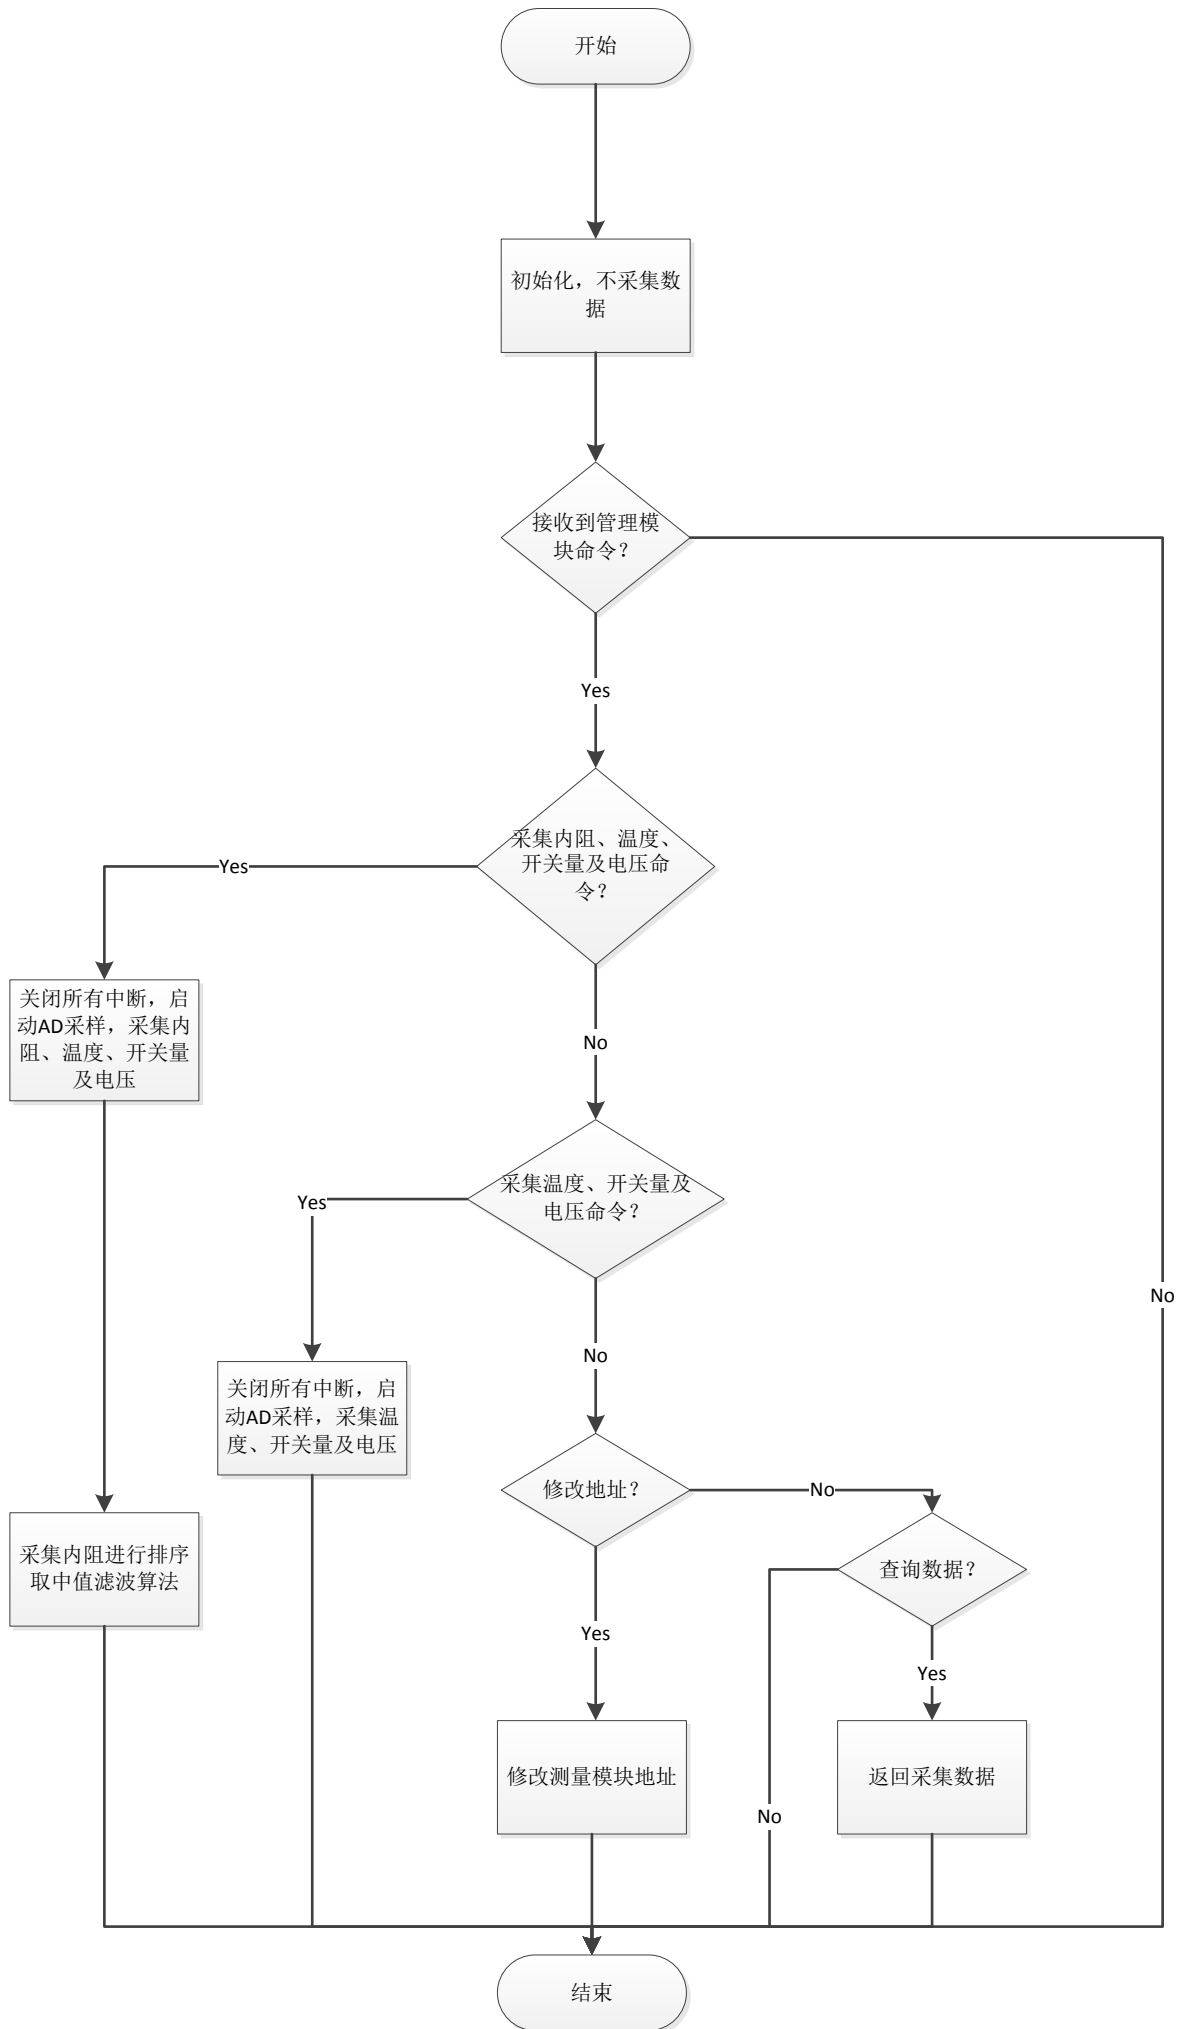 开始
初始化，不采集数
据
接收到管理模
块命令？
Yes
采集内阻、温度、
开关量及电压命
令？
Yes
关闭所有中断，启
动AD采样，采集内
阻、温度、开关量
及电压
No
采集温度、开关量及
电压命令？
Yes
No
No
关闭所有中断，启
动AD采样，采集温
度、开关量及电压
修改地址？
No
采集内阻进行排序
取中值滤波算法
查询数据？
Yes
Yes
修改测量模块地址
返回采集数据
No
结束